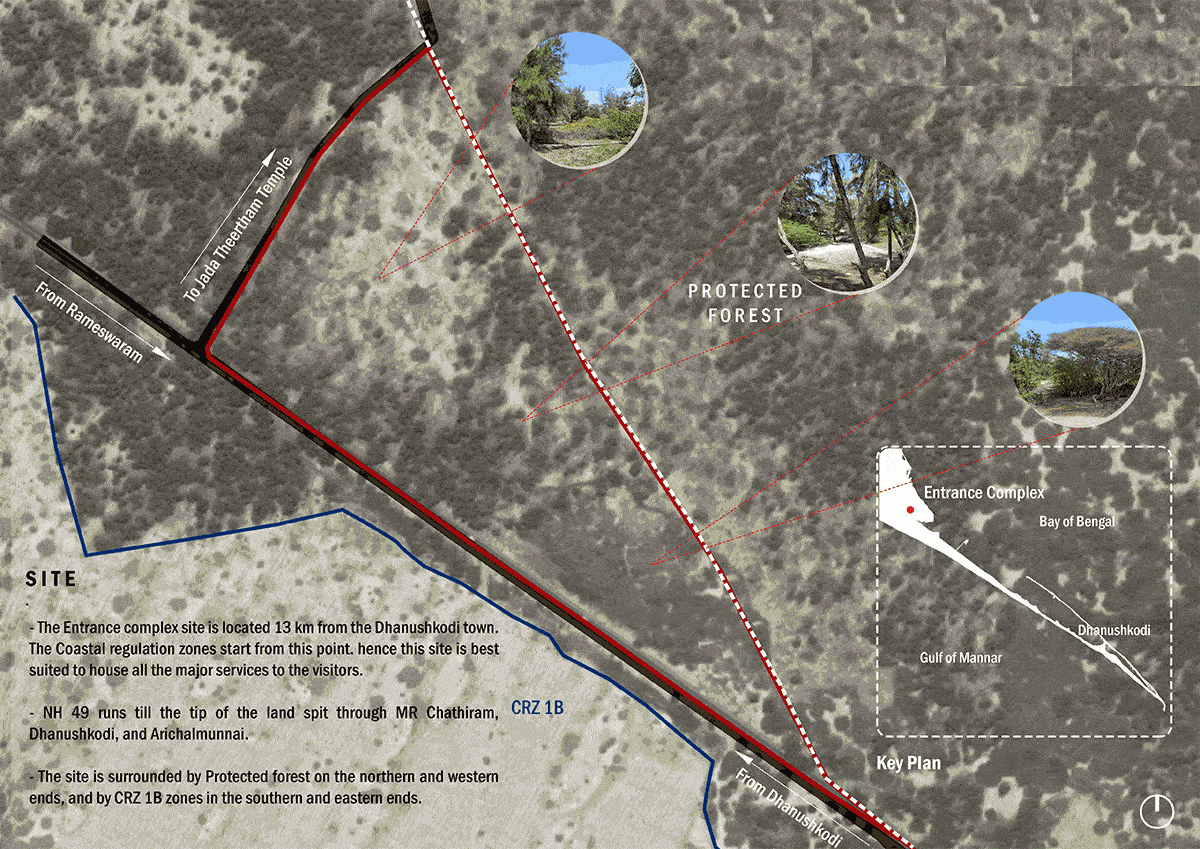 To Jada Theertham Temple
From Rameswaram
PROTECTED
FOREST
Entrance Complex
Bay of Bengal
Dhanushkodi
Gulf of Mannar
Key Plan
SITE
- The Entrance complex site is located 13 km from the Dhanushkodi town.
The Coastal regulation zones start from this point. hence this site is best
suited to house all the major services to the visitors.
- NH 49 runs till the tip of the land spit through MR Chathiram,
Dhanushkodi, and Arichalmunnai.
- The site is surrounded by Protected forest on the northern and western
ends, and by CRZ 1B zones in the southern and eastern ends.
CRZ 1B
From Dhanushkodi